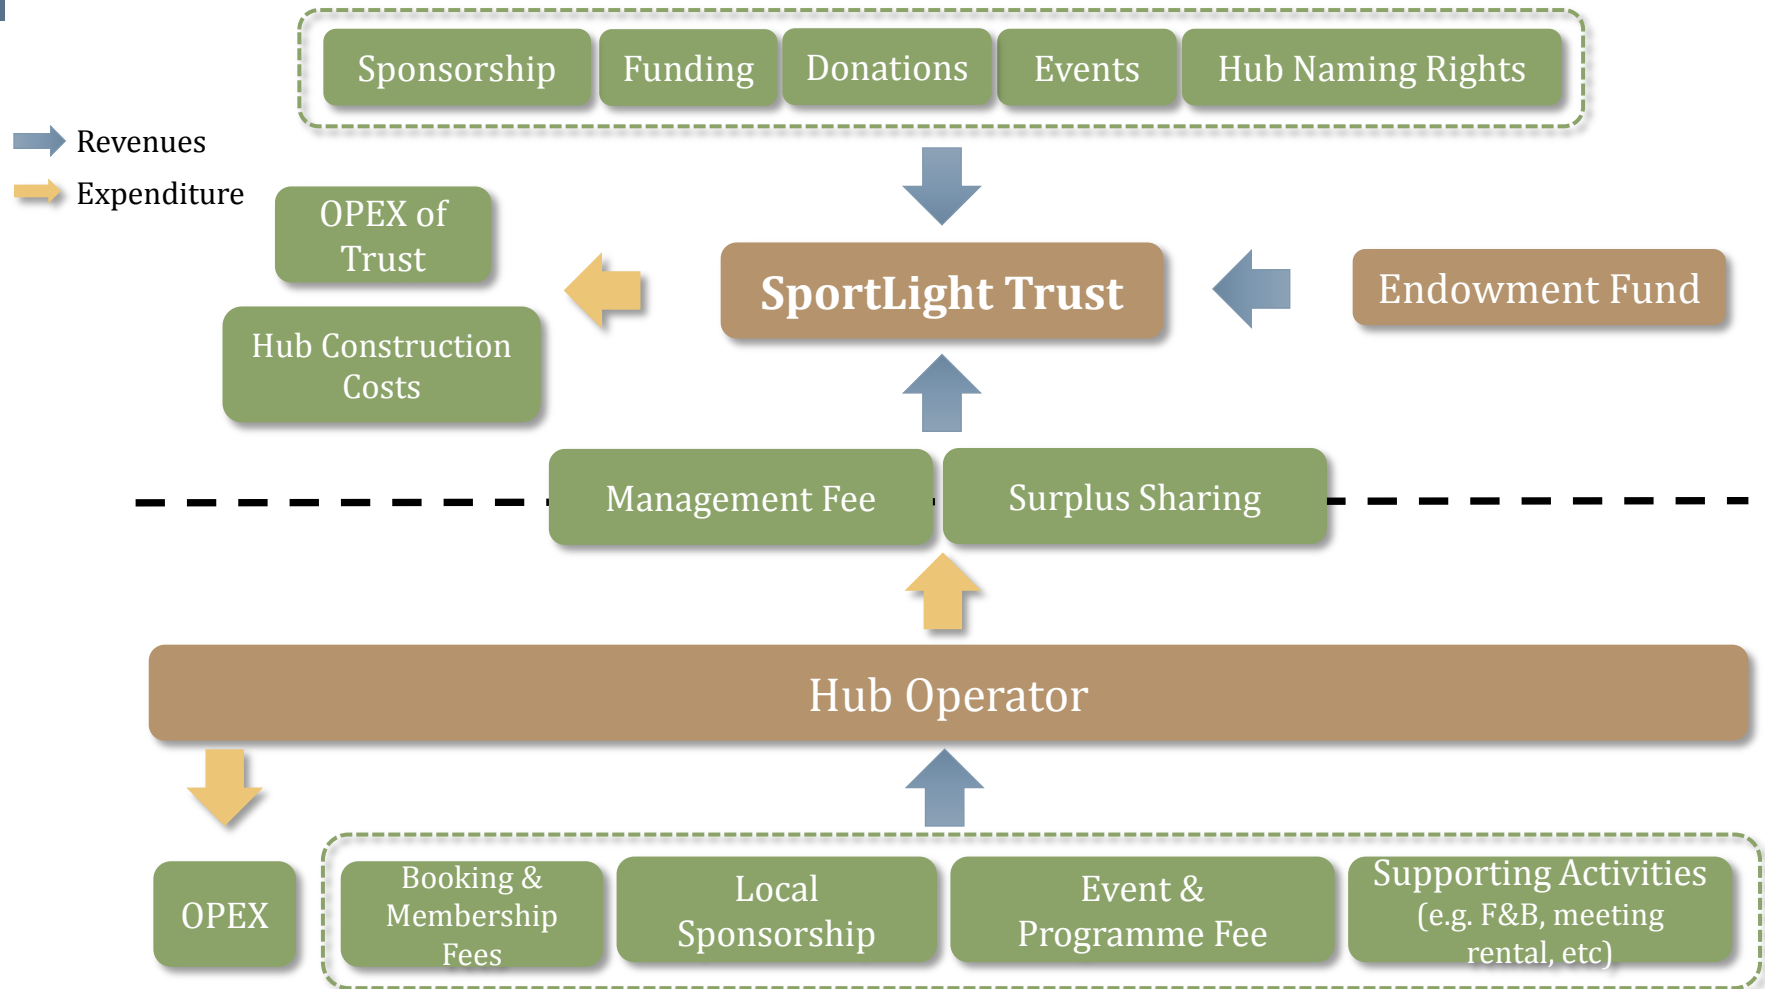 Sponsorship
Funding
Donations
Events
Hub Naming Rights
Revenues
Expenditure
OPEX of
Trust
Hub Construction
Costs
SportLight Trust
Endowment Fund
Management Fee
Surplus Sharing
Hub Operator
OPEX
Booking &
Membership
Fees
Local
Sponsorship
Event &
Programme Fee
Supporting Activities
(e.g. F&B, meeting
rental, etc)